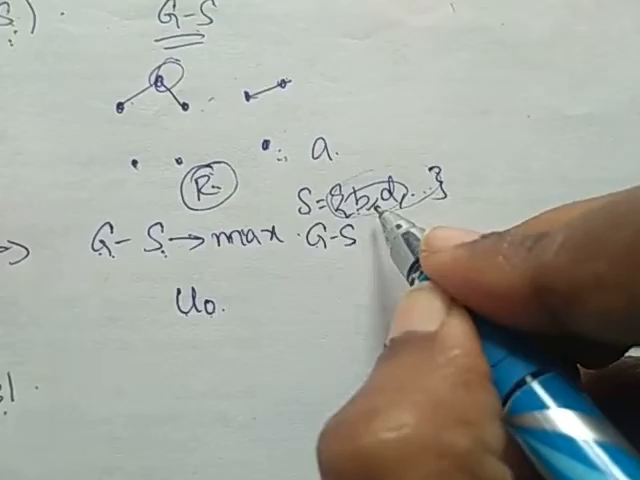 S).
G-S
a.
R.
S={b,d,...}
G-S→max.G-S
U₀.